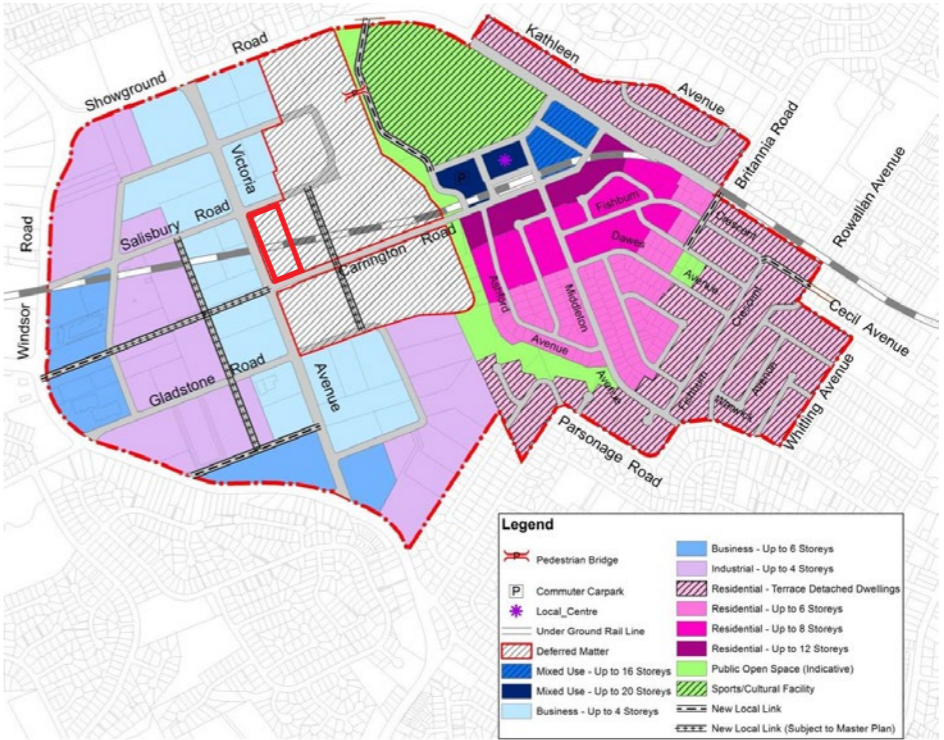 Kathleen
Avenue
Showground
Road
Britannia Road
Rowallan Avenue
Victoria
P
Fishburn
Crescent
Salisbury
Road
Dawes
Carrington
Road
Avenue
Windsor
Road
Ashford
Middleton
Crescent
Cecil Avenue
Gladstone
Road
Avenue
Avenue
Avenue
Avenue
Fishburn
Warwick
Whitling Avenue
Parsonage Road
Legend
Pedestrian Bridge
P
Commuter Carpark
Local_Centre
Under Ground Rail Line
Deferred Matter
Mixed Use - Up to 16 Storeys
Mixed Use - Up to 20 Storeys
Business - Up to 4 Storeys
Business - Up to 6 Storeys
Industrial - Up to 4 Storeys
Residential - Terrace Detached Dwellings
Residential - Up to 6 Storeys
Residential - Up to 8 Storeys
Residential - Up to 12 Storeys
Public Open Space (Indicative)
Sports/Cultural Facility
New Local Link
New Local Link (Subject to Master Plan)